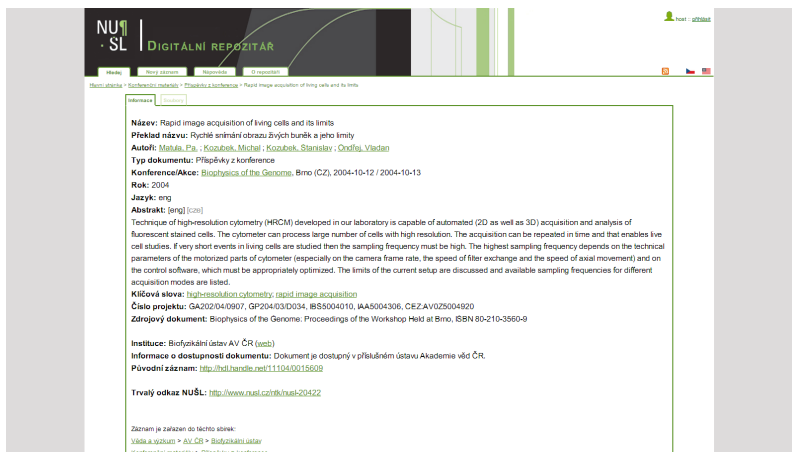 NU¶
· SL
DIGITÁLNÍ REPOZITÁŘ
host :: přihlásit
Hledej
Nový záznam
Nápověda
O repozitáři
Hlavní stránka > Konferenční materiály > Příspěvky z konference > Rapid image acquisition of living cells and its limits
Informace
Soubory
Název: Rapid image acquisition of living cells and its limits
Překlad názvu: Rychlé snímání obrazu živých buněk a jeho limity
Autoři: Matula, Pa. ; Kozubek, Michal ; Kozubek, Stanislav ; Ondřej, Vladan
Typ dokumentu: Příspěvky z konference
Konference/Akce: Biophysics of the Genome, Brno (CZ), 2004-10-12 / 2004-10-13
Rok: 2004
Jazyk: eng
Abstrakt: [eng] [cze]
Technique of high-resolution cytometry (HRCM) developed in our laboratory is capable of automated (2D as well as 3D) acquisition and analysis of
fluorescent stained cells. The cytometer can process large number of cells with high resolution. The acquisition can be repeated in time and that enables live
cell studies. If very short events in living cells are studied then the sampling frequency must be high. The highest sampling frequency depends on the technical
parameters of the motorized parts of cytometer (especially on the camera frame rate, the speed of filter exchange and the speed of axial movement) and on
the control software, which must be appropriately optimized. The limits of the current setup are discussed and available sampling frequencies for different
acquisition modes are listed.
Klíčová slova: high-resolution cytometry; rapid image acquisition
Číslo projektu: GA202/04/0907, GP204/03/D034, IBS5004010, IAA5004306, CEZ:AV0Z5004920
Zdrojový dokument: Biophysics of the Genome: Proceedings of the Workshop Held at Brno, ISBN 80-210-3560-9
Instituce: Biofyzikální ústav AV ČR (web)
Informace o dostupnosti dokumentu: Dokument je dostupný v příslušném ústavu Akademie věd ČR.
Původní záznam: http://hdl.handle.net/11104/0015609
Trvalý odkaz NUŠL: http://www.nusl.cz/ntk/nusl-20422
Záznam je zařazen do těchto sbírek:
Věda a výzkum > AV ČR > Biofyzikální ústav